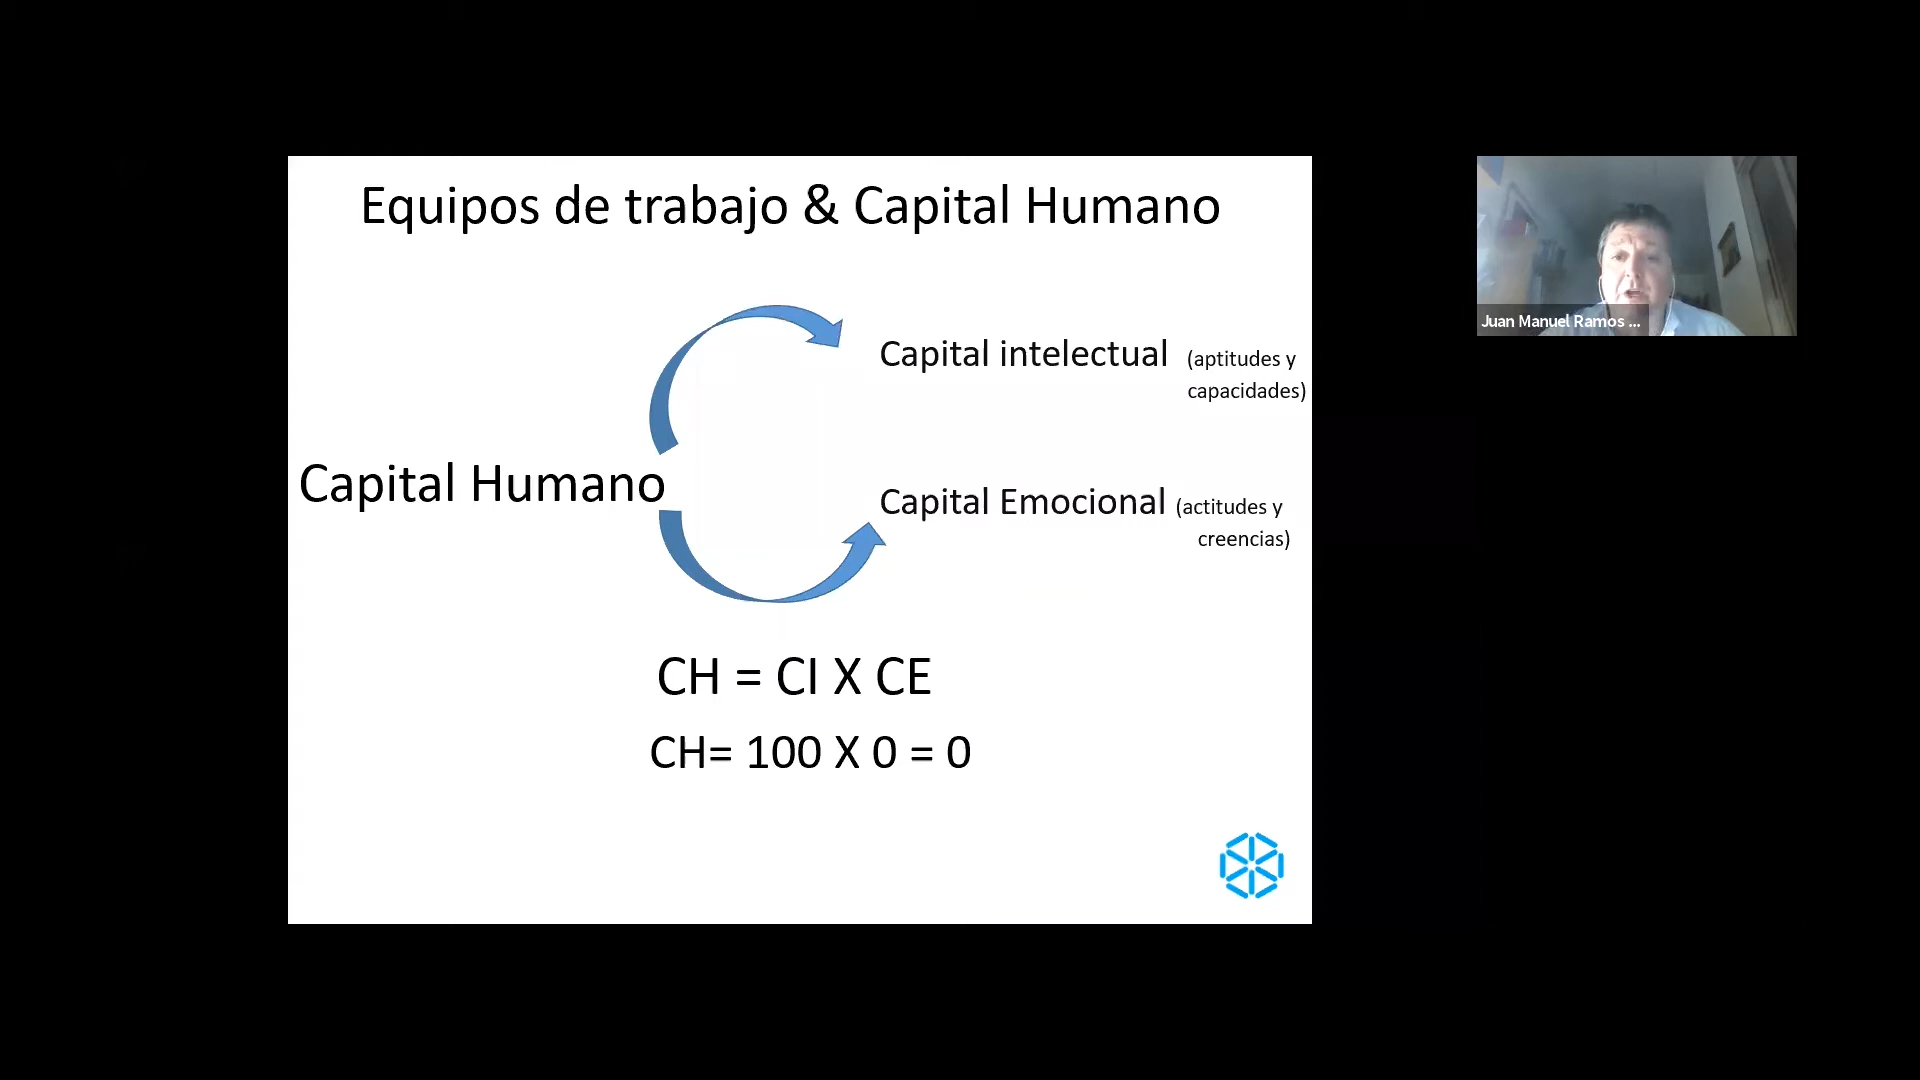 Equipos de trabajo & Capital Humano
Capital intelectual (aptitudes y
capacidades)
Capital Humano
Capital Emocional (actitudes y
creencias)
CH = CI X CE
CH= 100 X 0 = 0
Juan Manuel Ramos ...